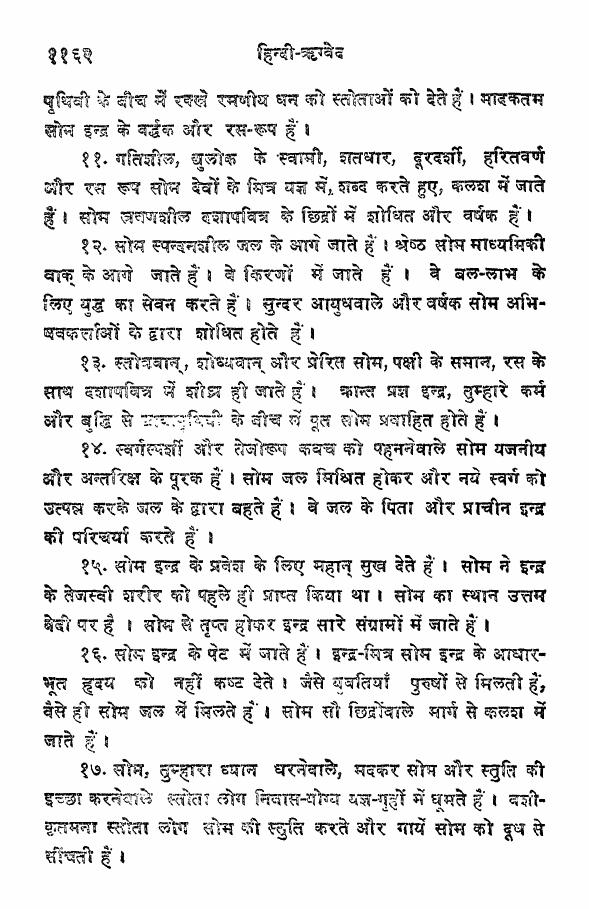 ११६२ हिन्दी-ऋग्वेद
पृथिवी के बीच में रक्खे रमणीय धन को स्तोताओं को देते हैं। मादकतम
सोम इन्द्र के वर्द्धक और रस-रूप हैं।
११. गतिशील, द्युलोक के स्वामी, शतधार, दूरदर्शी, हरितवर्ण
और रस रूप सोम देवों के मित्र यज्ञ में, शब्द करते हुए, कलश में जाते
हैं। सोम स्रवणशील दशापवित्र के छिद्रों में शोधित और वर्षक हैं।
१२. सोम स्पन्दनशील जल के आगे जाते हैं। श्रेष्ठ सोम माध्यमिकी
वाक् के आगे जाते हैं। वे किरणों में जाते हैं। वे बल-लाभ के
लिए युद्ध का सेवन करते हैं। सुन्दर आयुधवाले और वर्षक सोम अभि-
षवकर्त्ताओं के द्वारा शोधित होते हैं।
१३. स्तोत्रवान्, शोध्यवान् और प्रेरित सोम, पक्षी के समान, रस के
साथ दशापवित्र में शीघ्र ही जाते हैं। क्रान्त प्रज्ञ इन्द्र, तुम्हारे कर्म
और बुद्धि से द्यावापृथिवी के बीच में पूत सोम प्रवाहित होते हैं।
१४. स्वर्गस्पर्शी और तेजोरूप कवच को पहननेवाले सोम यजनीय
और अन्तरिक्ष के पूरक हैं। सोम जल मिश्रित होकर और नये स्वर्ग को
उत्पन्न करके जल के द्वारा बहते हैं। वे जल के पिता और प्राचीन इन्द्र
की परिचर्या करते हैं।
१५. सोम इन्द्र के प्रवेश के लिए महान् सुख देते हैं। सोम ने इन्द्र
के तेजस्वी शरीर को पहले ही प्राप्त किया था। सोम का स्थान उत्तम
वेदी पर है। सोम से तृप्त होकर इन्द्र सारे संग्रामों में जाते हैं।
१६. सोम इन्द्र के पेट में जाते हैं। इन्द्र-मित्र सोम इन्द्र के आधार-
भूत हृदय को नहीं कष्ट देते। जैसे युवतियाँ पुरुषों से मिलती हैं,
वैसे ही सोम जल में मिलते हैं। सोम सौ छिद्रोंवाले मार्ग से कलश में
जाते हैं।
१७. सोम, तुम्हारा ध्यान धरनेवाले, मदकर सोम और स्तुति की
इच्छा करनेवाले स्तोता लोग निवास-योग्य यज्ञ-गृहों में घूमते हैं। वशी-
कृतमना स्तोता लोग सोम की स्तुति करते और गायें सोम को दूध से
सींचती हैं।